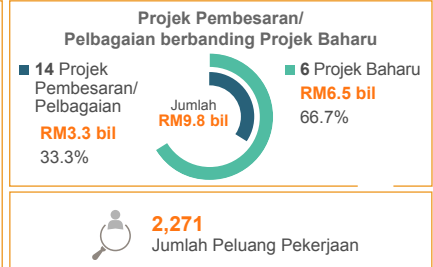 Projek Pembesaran/
Pelbagaian berbanding Projek Baharu
14 Projek
Pembesaran/
Pelbagaian
RM3.3 bil
33.3%
Jumlah
RM9.8 bil
6 Projek Baharu
RM6.5 bil
66.7%
2,271
Jumlah Peluang Pekerjaan